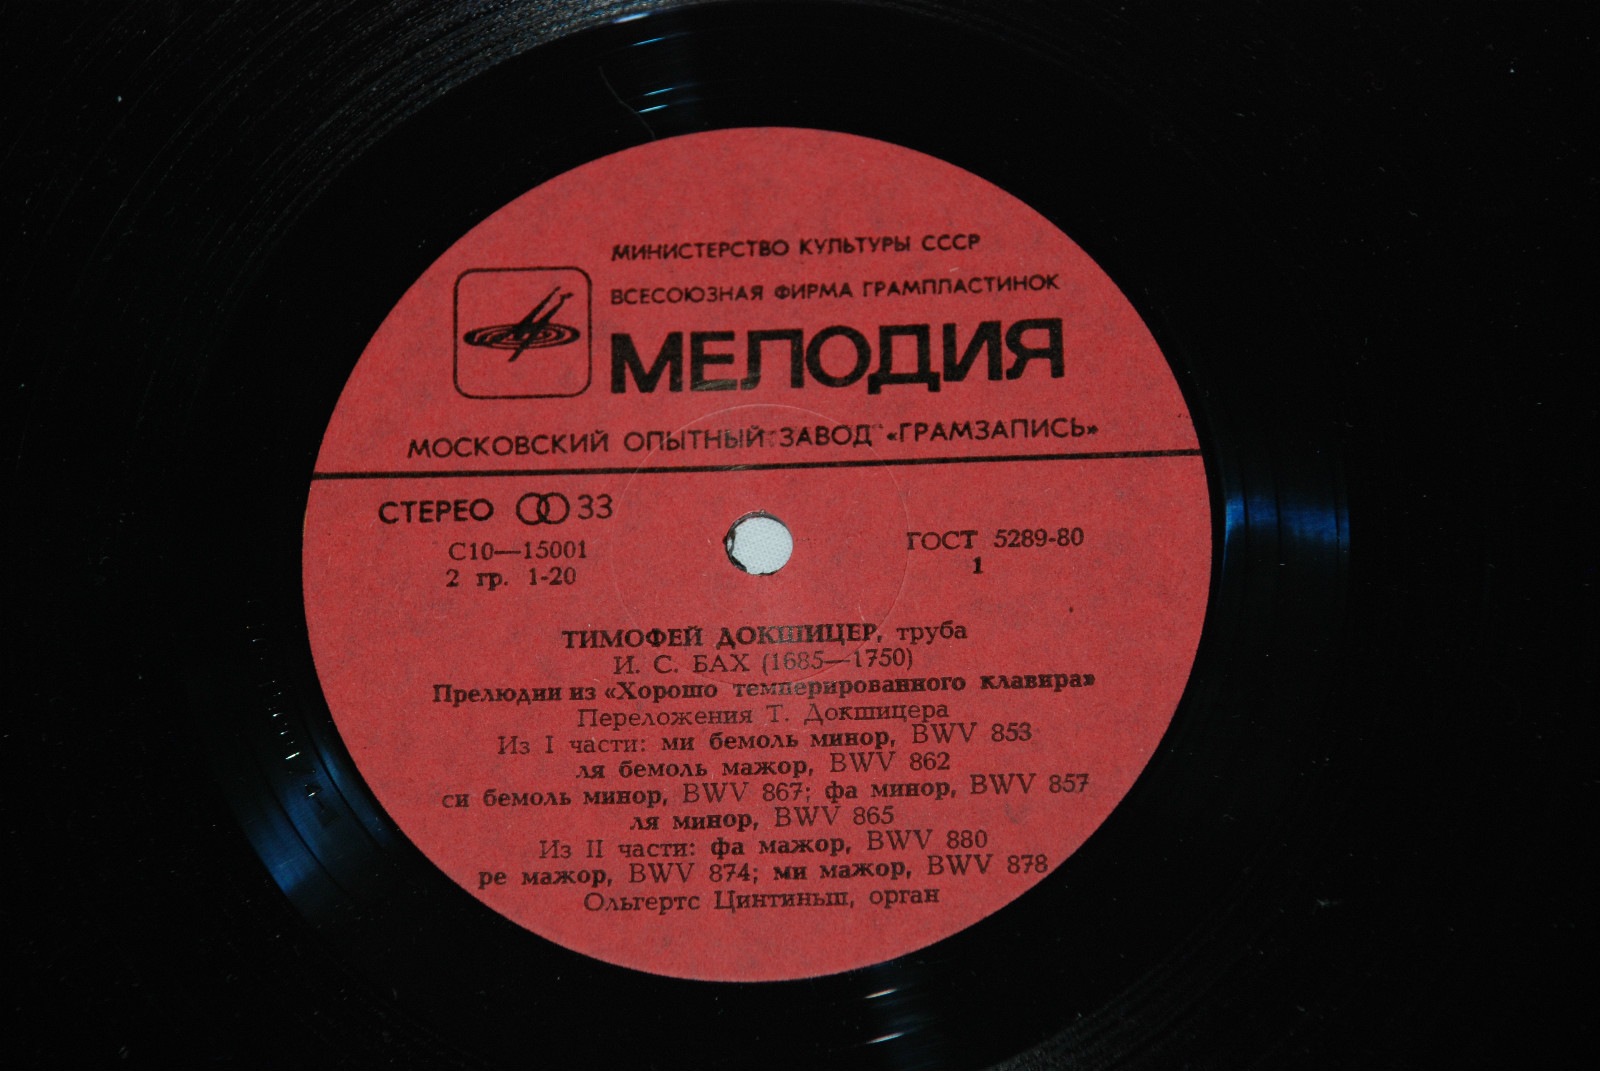 МИНИСТЕРСТВО КУЛЬТУРЫ СССР
ВСЕСОЮЗНАЯ ФИРМА ГРАМПЛАСТИНОК
МЕЛОДИЯ
МОСКОВСКИЙ ОПЫТНЫЙ ЗАВОД «ГРАМЗАПИСЬ»
СТЕРЕО 33
С10—15001
2 гр. 1-20
ГОСТ 5289-80
1
ТИМОФЕЙ ДОКШИЦЕР, труба
И. С. БАХ (1685—1750)
Прелюдии из «Хорошо темперированного клавира»
Переложения Т. Докшицера
Из I части: ми бемоль минор, BWV 853
ля бемоль мажор, BWV 862
си бемоль минор, BWV 867; фа минор, BWV 857
ля минор, BWV 865
Из II части: фа мажор, BWV 880
ре мажор, BWV 874; ми мажор, BWV 878
Ольгертс Цинтиньш, орган